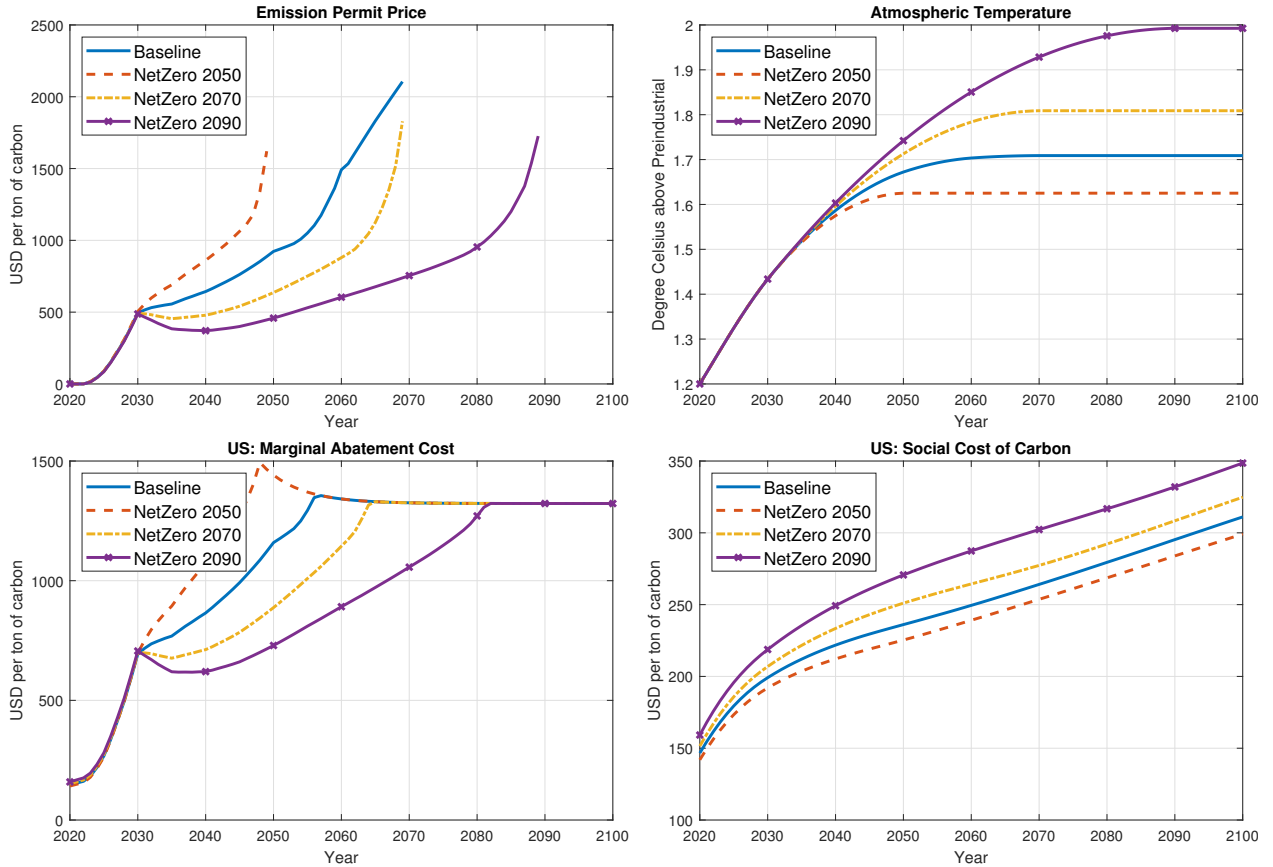 Emission Permit Price
USD per ton of carbon
2500
2000
1500
1000
500
0
Baseline
NetZero 2050
NetZero 2070
NetZero 2090
2020 2030 2040 2050 2060 2070 2080 2090 2100
Year
Atmospheric Temperature
Degree Celsius above Preindustrial
2
1.9
1.8
1.7
1.6
1.5
1.4
1.3
1.2
Baseline
NetZero 2050
NetZero 2070
NetZero 2090
2020 2030 2040 2050 2060 2070 2080 2090 2100
Year
US: Marginal Abatement Cost
USD per ton of carbon
1500
1000
500
0
Baseline
NetZero 2050
NetZero 2070
NetZero 2090
2020 2030 2040 2050 2060 2070 2080 2090 2100
Year
US: Social Cost of Carbon
USD per ton of carbon
350
300
250
200
150
100
Baseline
NetZero 2050
NetZero 2070
NetZero 2090
2020 2030 2040 2050 2060 2070 2080 2090 2100
Year